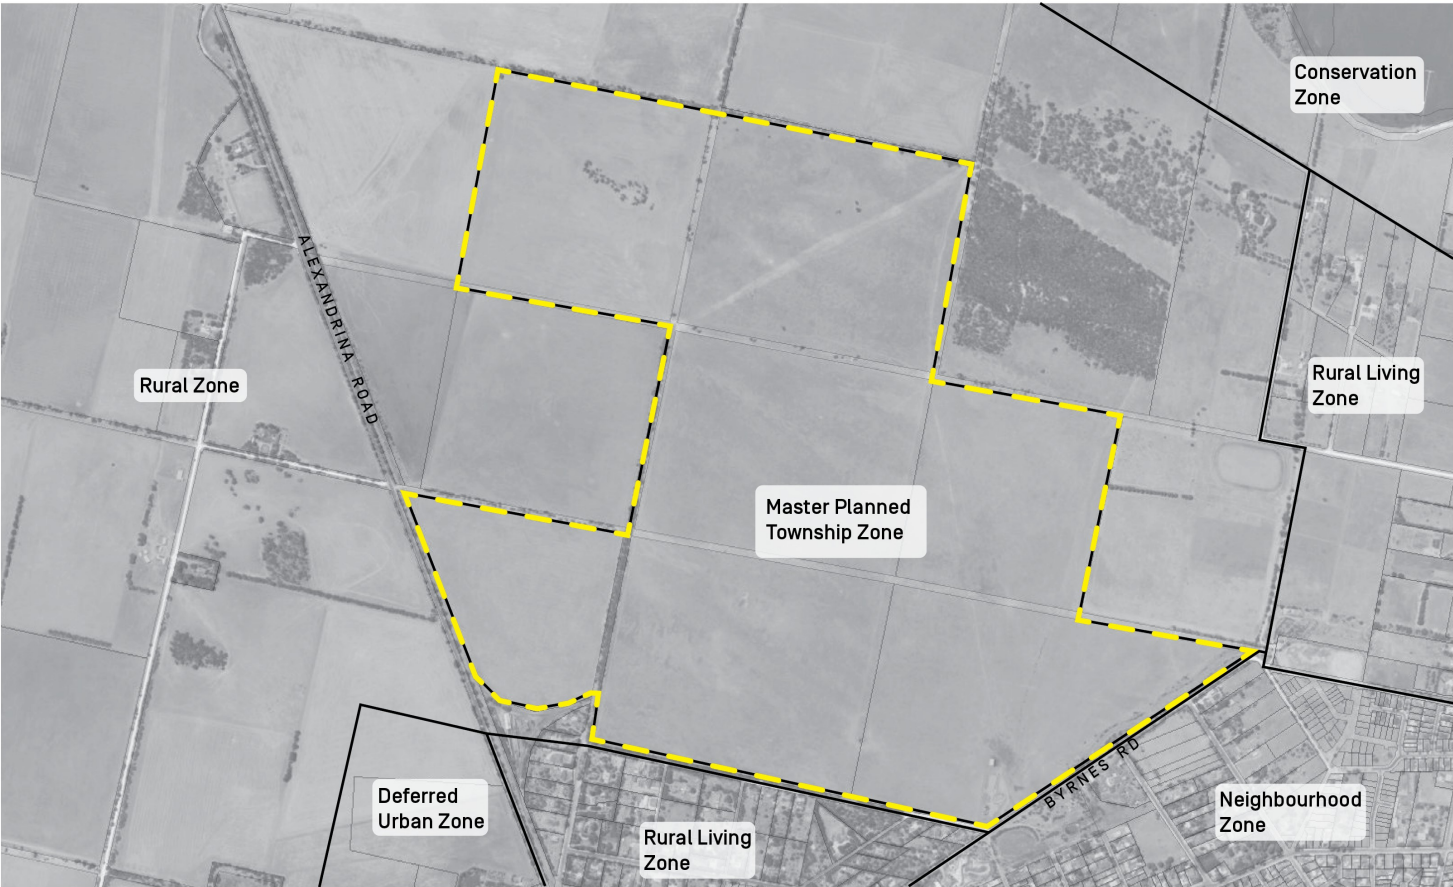 Conservation
Zone
ALEXANDRINA ROAD
Rural Zone
Rural Living
Zone
Master Planned
Township Zone
BYRNES RD
Deferred
Urban Zone
Rural Living
Zone
Neighbourhood
Zone